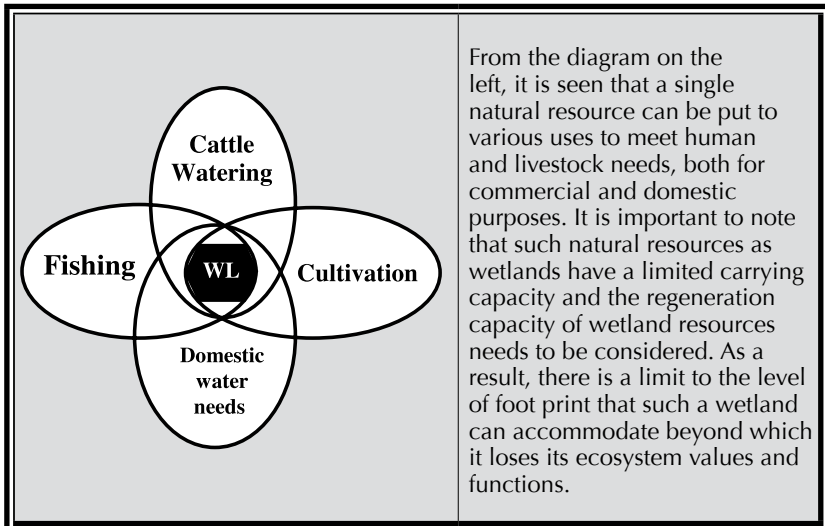 Cattle
Watering
Fishing
WL
Cultivation
Domestic
water
needs
From the diagram on the
left, it is seen that a single
natural resource can be put to
various uses to meet human
and livestock needs, both for
commercial and domestic
purposes. It is important to note
that such natural resources as
wetlands have a limited carrying
capacity and the regeneration
capacity of wetland resources
needs to be considered. As a
result, there is a limit to the level
of foot print that such a wetland
can accommodate beyond which
it loses its ecosystem values and
functions.